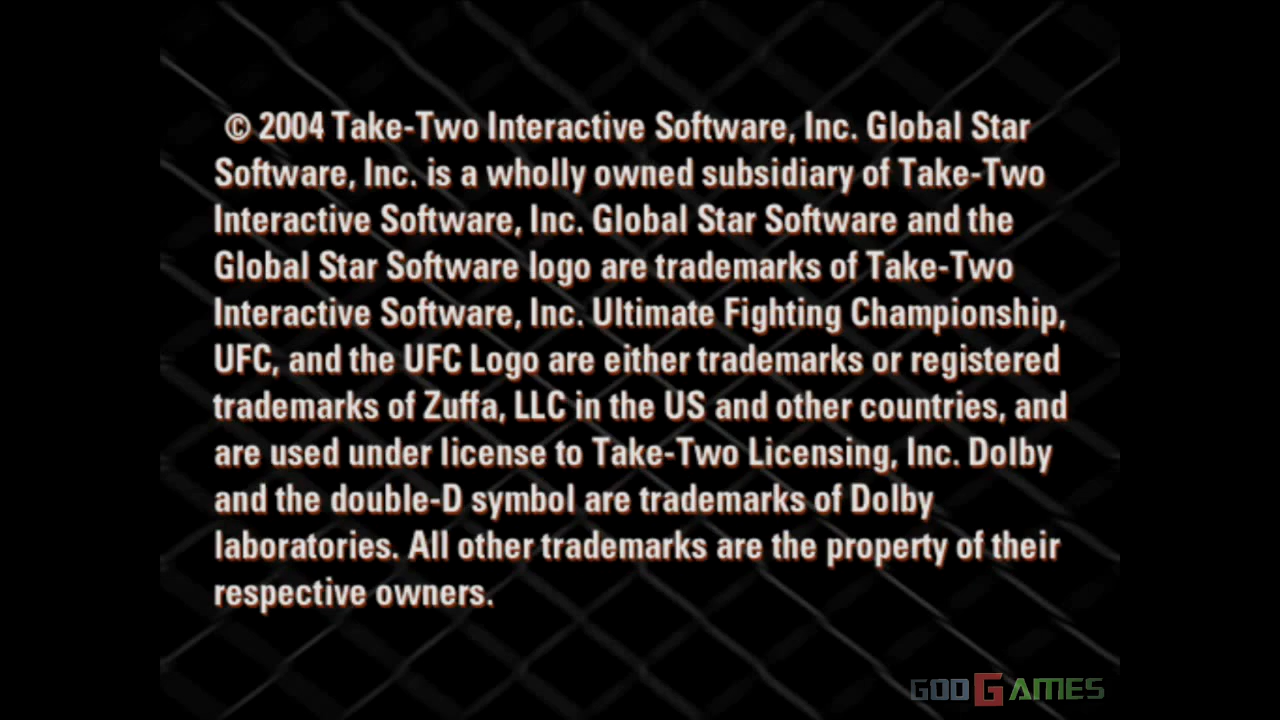 © 2004 Take-Two Interactive Software, Inc. Global Star
Software, Inc. is a wholly owned subsidiary of Take-Two
Interactive Software, Inc. Global Star Software and the
Global Star Software logo are trademarks of Take-Two
Interactive Software, Inc. Ultimate Fighting Championship,
UFC, and the UFC Logo are either trademarks or registered
trademarks of Zuffa, LLC in the US and other countries, and
are used under license to Take-Two Licensing, Inc. Dolby
and the double-D symbol are trademarks of Dolby
laboratories. All other trademarks are the property of their
respective owners.
GODGAMES